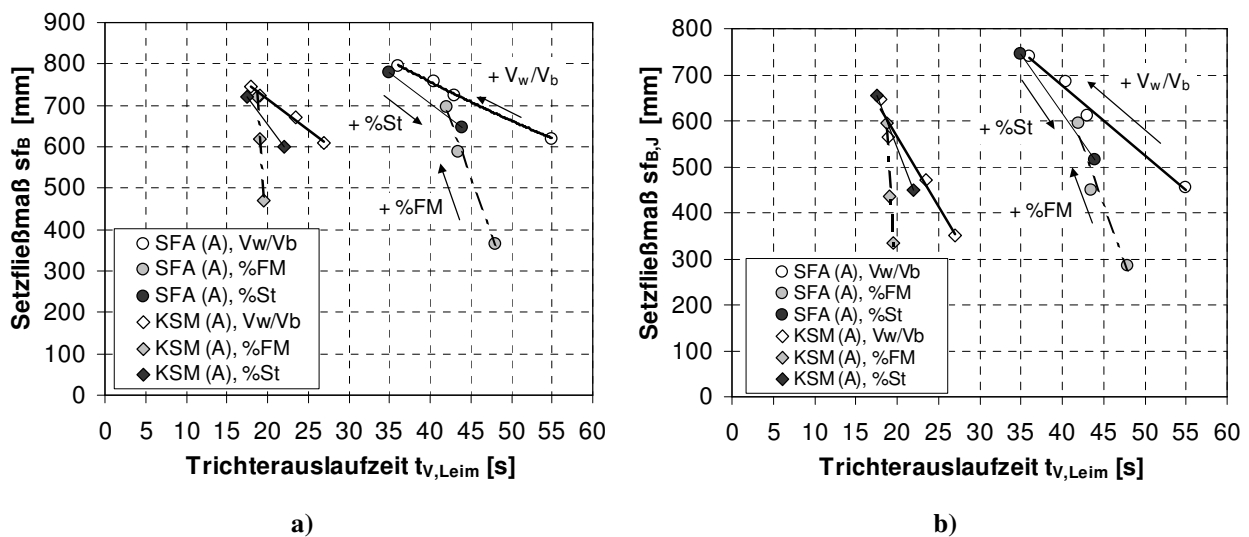 a)
Setzfließmaß sfB [mm]
900
800
700
600
500
400
300
200
100
0
+ Vw/Vb
+ %St
+ %FM
SFA (A), Vw/Vb
SFA (A), %FM
SFA (A), %St
KSM (A), Vw/Vb
KSM (A), %FM
KSM (A), %St
0 5 10 15 20 25 30 35 40 45 50 55 60
Trichterauslaufzeit tV,Leim [s]
a)
b)
Setzfließmaß sfB,J [mm]
800
700
600
500
400
300
200
100
0
+ Vw/Vb
+ %St
+ %FM
SFA (A), Vw/Vb
SFA (A), %FM
SFA (A), %St
KSM (A), Vw/Vb
KSM (A), %FM
KSM (A), %St
0 5 10 15 20 25 30 35 40 45 50 55 60
Trichterauslaufzeit tV,Leim [s]
b)